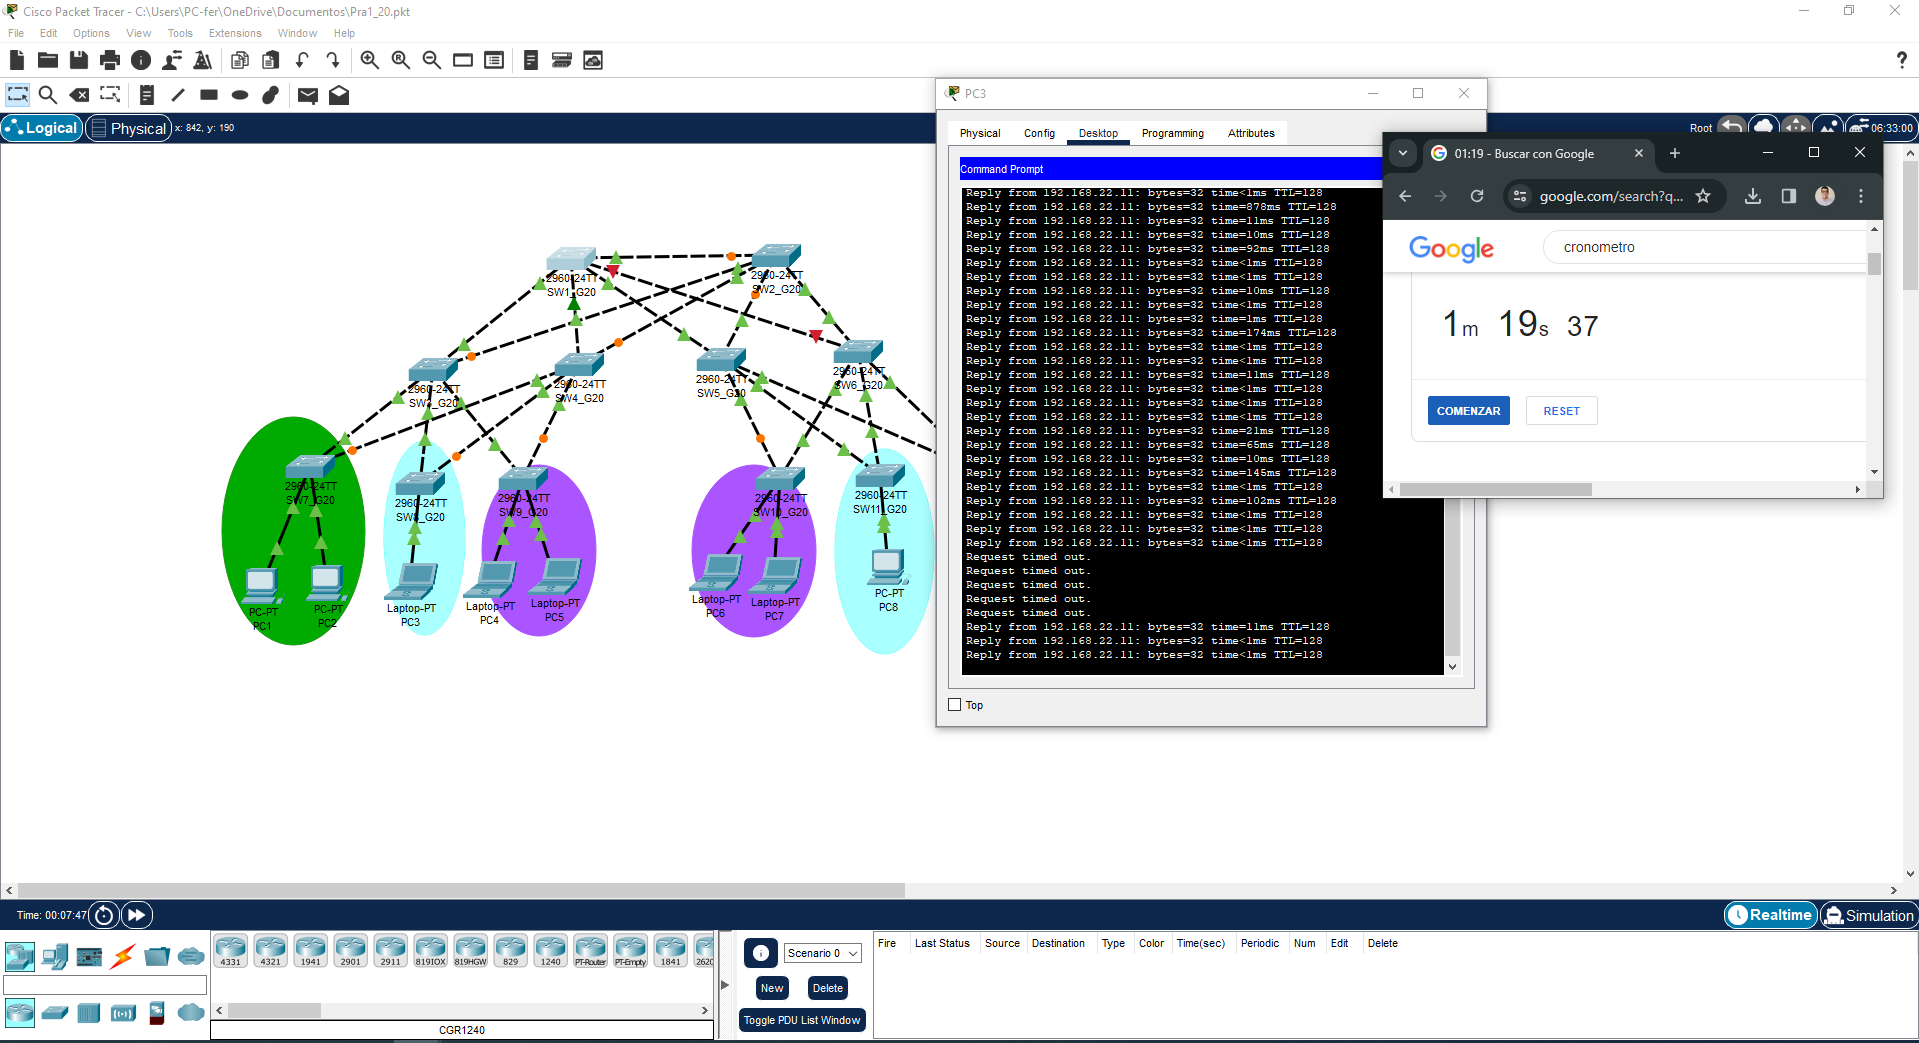 Cisco Packet Tracer - C:\Users\PC-fer\OneDrive\Documentos\Pra1_20.pkt
File Edit Options View Tools Extensions Window Help
Logical Physical x: 842, y: 190
Root 06:33:00
2960-24TT
SW1_G20
2960-24TT
SW2_G20
2960-24TT
SW3_G20
2960-24TT
SW4_G20
2960-24TT
SW5_G20
2960-24TT
SW6_G20
2960-24TT
SW7_G20
2960-24TT
SW8_G20
2960-24TT
SW9_G20
2960-24TT
SW10_G20
2960-24TT
SW11_G20
PC-PT
PC1
PC-PT
PC2
Laptop-PT
PC3
Laptop-PT
PC4
Laptop-PT
PC5
Laptop-PT
PC6
Laptop-PT
PC7
PC-PT
PC8
PC3
Physical Config Desktop Programming Attributes
Command Prompt
Reply from 192.168.22.11: bytes=32 time<1ms TTL=128
Reply from 192.168.22.11: bytes=32 time=878ms TTL=128
Reply from 192.168.22.11: bytes=32 time=11ms TTL=128
Reply from 192.168.22.11: bytes=32 time=10ms TTL=128
Reply from 192.168.22.11: bytes=32 time=92ms TTL=128
Reply from 192.168.22.11: bytes=32 time<1ms TTL=128
Reply from 192.168.22.11: bytes=32 time<1ms TTL=128
Reply from 192.168.22.11: bytes=32 time=10ms TTL=128
Reply from 192.168.22.11: bytes=32 time<1ms TTL=128
Reply from 192.168.22.11: bytes=32 time<1ms TTL=128
Reply from 192.168.22.11: bytes=32 time=174ms TTL=128
Reply from 192.168.22.11: bytes=32 time<1ms TTL=128
Reply from 192.168.22.11: bytes=32 time<1ms TTL=128
Reply from 192.168.22.11: bytes=32 time=11ms TTL=128
Reply from 192.168.22.11: bytes=32 time<1ms TTL=128
Reply from 192.168.22.11: bytes=32 time<1ms TTL=128
Reply from 192.168.22.11: bytes=32 time<1ms TTL=128
Reply from 192.168.22.11: bytes=32 time=21ms TTL=128
Reply from 192.168.22.11: bytes=32 time=65ms TTL=128
Reply from 192.168.22.11: bytes=32 time=10ms TTL=128
Reply from 192.168.22.11: bytes=32 time=145ms TTL=128
Reply from 192.168.22.11: bytes=32 time<1ms TTL=128
Reply from 192.168.22.11: bytes=32 time=102ms TTL=128
Reply from 192.168.22.11: bytes=32 time<1ms TTL=128
Reply from 192.168.22.11: bytes=32 time<1ms TTL=128
Reply from 192.168.22.11: bytes=32 time<1ms TTL=128
Request timed out.
Request timed out.
Request timed out.
Request timed out.
Request timed out.
Reply from 192.168.22.11: bytes=32 time=11ms TTL=128
Reply from 192.168.22.11: bytes=32 time<1ms TTL=128
Reply from 192.168.22.11: bytes=32 time<1ms TTL=128
Top
01:19 - Buscar con Google
google.com/search?q...
Google cronometro
1m 19s 37
COMENZAR RESET
Time: 00:07:47
Realtime Simulation
4331 4321 1941 2901 2911 819IOX 819HGW 829 1240 PT-Router PT-Empty 1841 2620
CGR1240
Scenario 0
New Delete
Toggle PDU List Window
Fire Last Status Source Destination Type Color Time(sec) Periodic Num Edit Delete